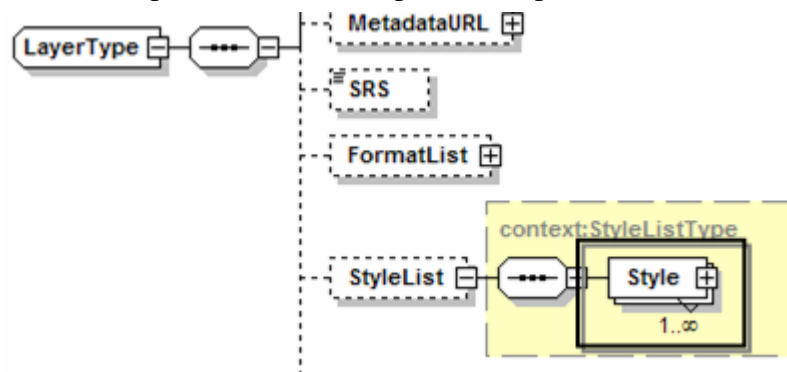 MetadataURL
LayerType
SRS
FormatList
context:StyleListType
StyleList
Style
1..∞